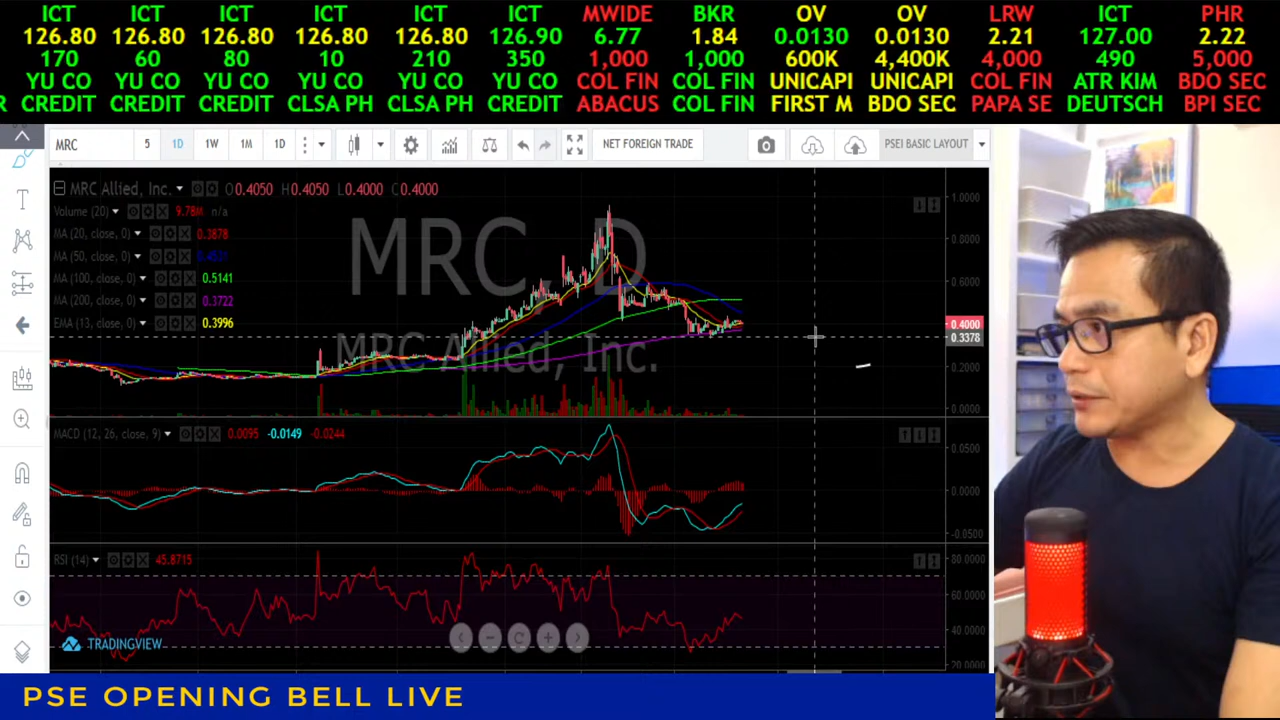 ICT ICT ICT ICT ICT ICT MWIDE BKR OV OV LRW ICT PHR
126.80 126.80 126.80 126.80 126.80 126.90 6.77 1.84 0.0130 0.0130 2.21 127.00 2.22
170 60 80 10 210 350 1,000 1,000 600K 4,400K 4,000 490 5,000
YU CO YU CO YU CO YU CO YU CO YU CO COL FIN COL FIN UNICAPI UNICAPI COL FIN ATR KIM BDO SEC
R CREDIT CREDIT CREDIT CLSA PH CLSA PH CREDIT ABACUS COL FIN FIRST M BDO SEC PAPA SE DEUTSCH BPI SEC
MRC 5 1D 1W 1M 1D NET FOREIGN TRADE PSEI BASIC LAYOUT
MRC Allied, Inc. O0.4050 H0.4050 L0.4000 C0.4000
1.0000
Volume (20) 9.78M n/a
MA (20, close, 0) 0.3878
0.8000
MA (50, close, 0)
MA (100, close, 0) 0.5141
0.6000
MA (200, close, 0) 0.3722
EMA (13, close, 0) 0.3996
0.4000
0.3378
0.2000
0.0000
MRC, D
MRC Allied, Inc.
MACD (12, 26, close, 9) 0.0095 -0.0149 -0.0244
0.0500
0.0000
-0.0500
RSI (14) 45.8715
80.0000
60.0000
40.0000
20.0000
TRADINGVIEW
PSE OPENING BELL LIVE